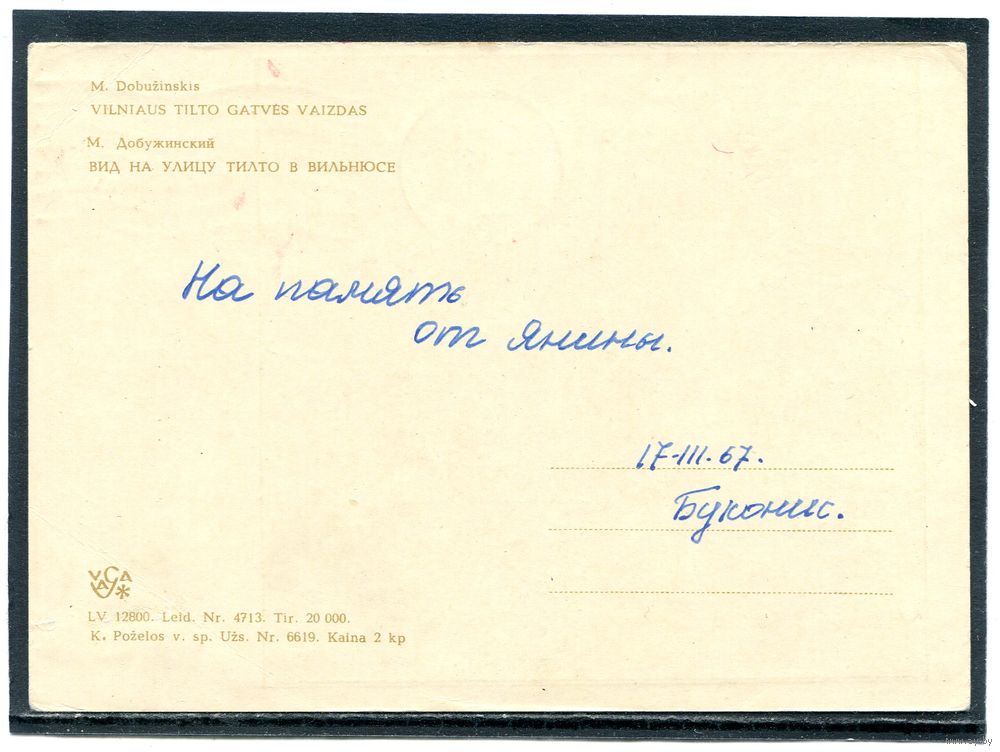 M. Dobužinskis
VILNIAUS TILTO GATVĖS VAIZDAS
М. Добужинский
ВИД НА УЛИЦУ ТИЛТО В ВИЛЬНЮСЕ
На память
от Янины.
17-III.67.
Буконис.
VAGA
LV 12800. Leid. Nr. 4713. Tir. 20 000.
K. Poželos v. sp. Užs. Nr. 6619. Kaina 2 kp